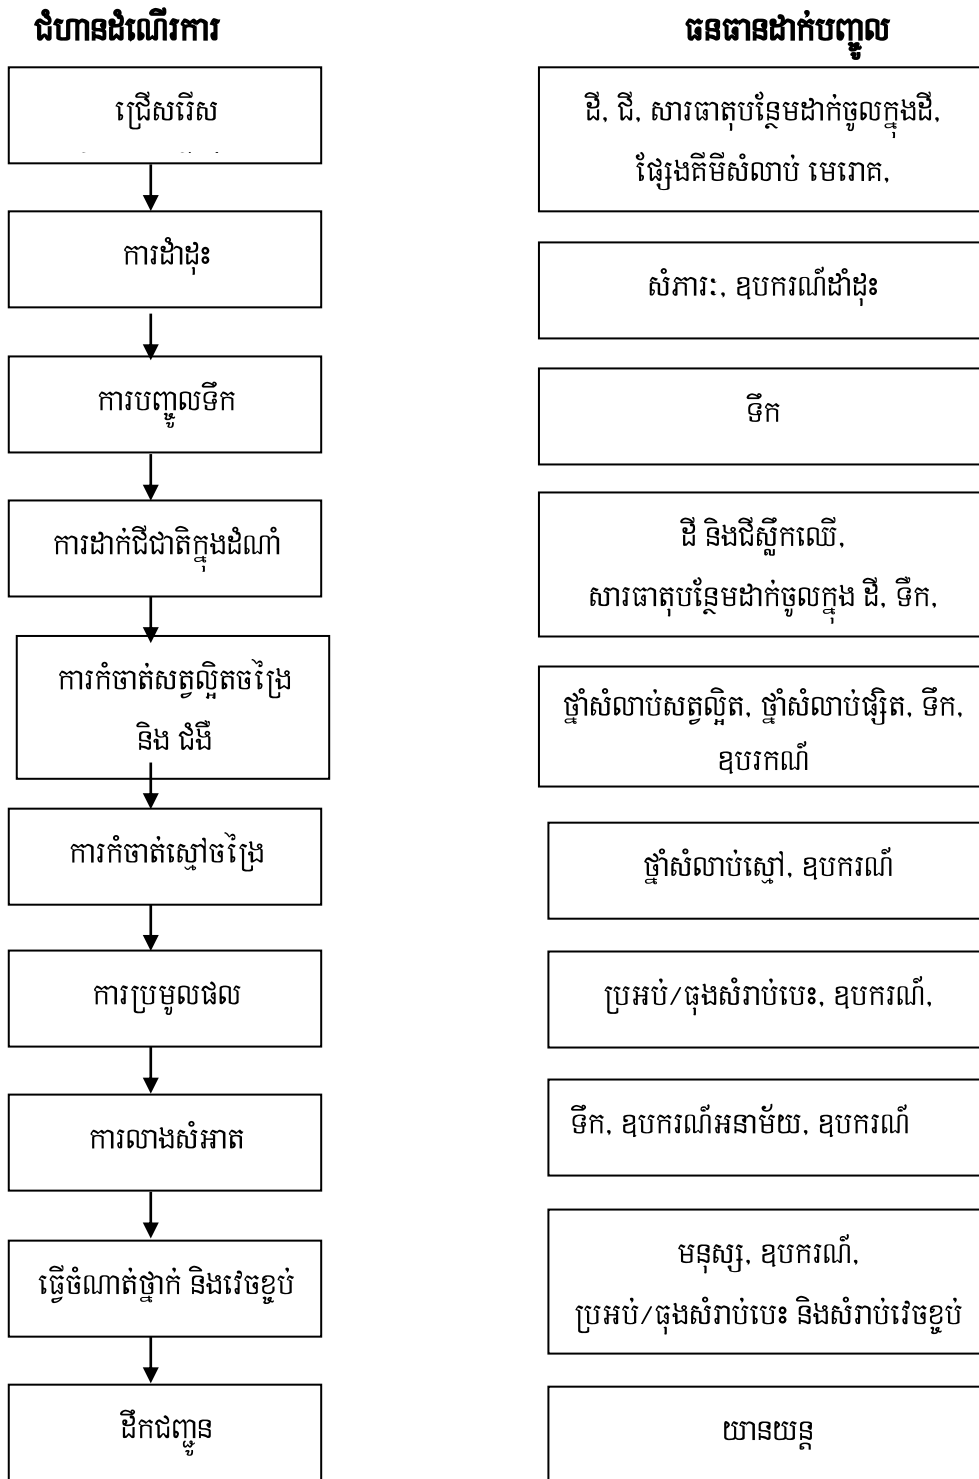 ជំហានដំណើរការ
ធនធានដាក់បញ្ចូល
ជ្រើសរើស
ដី, ជី, សារធាតុបន្ថែមដាក់ចូលក្នុងដី,
ផ្សែងគីមីសំលាប់ មេរោគ,
ការដាំដុះ
សំភារៈ, ឧបករណ៍ដាំដុះ
ការបញ្ចូលទឹក
ទឹក
ការដាក់ជីជាតិក្នុងដំណាំ
ដី និងជីស្លឹកឈើ,
សារធាតុបន្ថែមដាក់ចូលក្នុង ដី, ទឹក,
ការកំចាត់សត្វល្អិតចង្រៃ
និង ជំងឺ
ថ្នាំសំលាប់សត្វល្អិត, ថ្នាំសំលាប់ផ្សិត, ទឹក,
ឧបរកណ៍
ការកំចាត់ស្មៅចង្រៃ
ថ្នាំសំលាប់ស្មៅ, ឧបករណ៍
ការប្រមូលផល
ប្រអប់/ធុងសំរាប់បេះ, ឧបករណ៍,
ការលាងសំអាត
ទឹក, ឧបករណ៍អនាម័យ, ឧបករណ៍
ធ្វើចំណាត់ថ្នាក់ និងវេចខ្ចប់
មនុស្ស, ឧបករណ៍,
ប្រអប់/ធុងសំរាប់បេះ និងសំរាប់វេចខ្ចប់
ដឹកជញ្ជូន
យានយន្ត